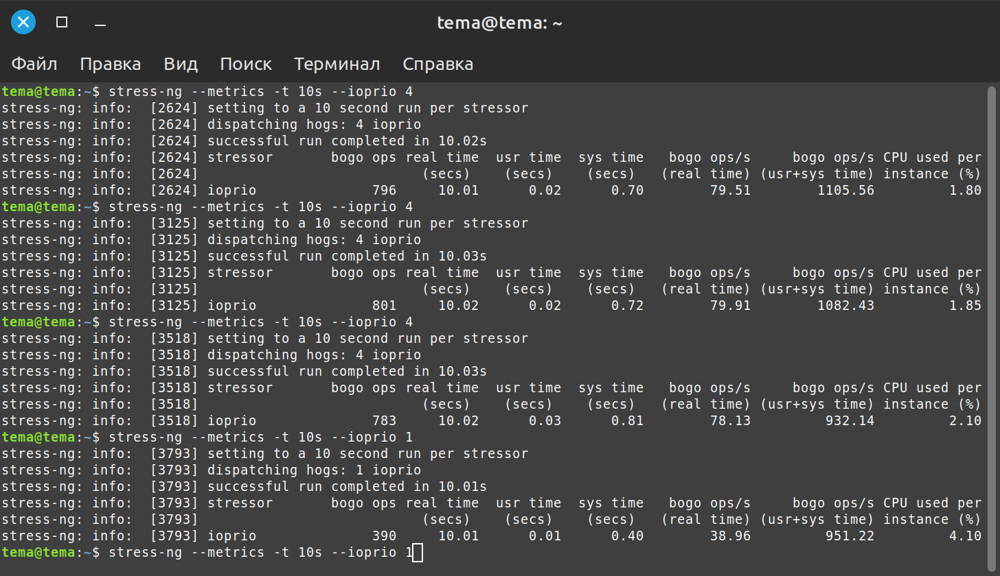 tema@tema: ~
Файл Правка Вид Поиск Терминал Справка
tema@tema:~$ stress-ng --metrics -t 10s --ioprio 4
stress-ng: info:  [2624] setting to a 10 second run per stressor
stress-ng: info:  [2624] dispatching hogs: 4 ioprio
stress-ng: info:  [2624] successful run completed in 10.02s
stress-ng: info:  [2624] stressor       bogo ops real time  usr time  sys time   bogo ops/s     bogo ops/s CPU used per
stress-ng: info:  [2624]                           (secs)    (secs)    (secs)   (real time) (usr+sys time) instance (%)
stress-ng: info:  [2624] ioprio              796     10.01      0.02      0.70        79.51        1105.56         1.80
tema@tema:~$ stress-ng --metrics -t 10s --ioprio 4
stress-ng: info:  [3125] setting to a 10 second run per stressor
stress-ng: info:  [3125] dispatching hogs: 4 ioprio
stress-ng: info:  [3125] successful run completed in 10.03s
stress-ng: info:  [3125] stressor       bogo ops real time  usr time  sys time   bogo ops/s     bogo ops/s CPU used per
stress-ng: info:  [3125]                           (secs)    (secs)    (secs)   (real time) (usr+sys time) instance (%)
stress-ng: info:  [3125] ioprio              801     10.02      0.02      0.72        79.91        1082.43         1.85
tema@tema:~$ stress-ng --metrics -t 10s --ioprio 4
stress-ng: info:  [3518] setting to a 10 second run per stressor
stress-ng: info:  [3518] dispatching hogs: 4 ioprio
stress-ng: info:  [3518] successful run completed in 10.03s
stress-ng: info:  [3518] stressor       bogo ops real time  usr time  sys time   bogo ops/s     bogo ops/s CPU used per
stress-ng: info:  [3518]                           (secs)    (secs)    (secs)   (real time) (usr+sys time) instance (%)
stress-ng: info:  [3518] ioprio              783     10.02      0.03      0.81        78.13         932.14         2.10
tema@tema:~$ stress-ng --metrics -t 10s --ioprio 1
stress-ng: info:  [3793] setting to a 10 second run per stressor
stress-ng: info:  [3793] dispatching hogs: 1 ioprio
stress-ng: info:  [3793] successful run completed in 10.01s
stress-ng: info:  [3793] stressor       bogo ops real time  usr time  sys time   bogo ops/s     bogo ops/s CPU used per
stress-ng: info:  [3793]                           (secs)    (secs)    (secs)   (real time) (usr+sys time) instance (%)
stress-ng: info:  [3793] ioprio              390     10.01      0.01      0.40        38.96         951.22         4.10
tema@tema:~$ stress-ng --metrics -t 10s --ioprio 1